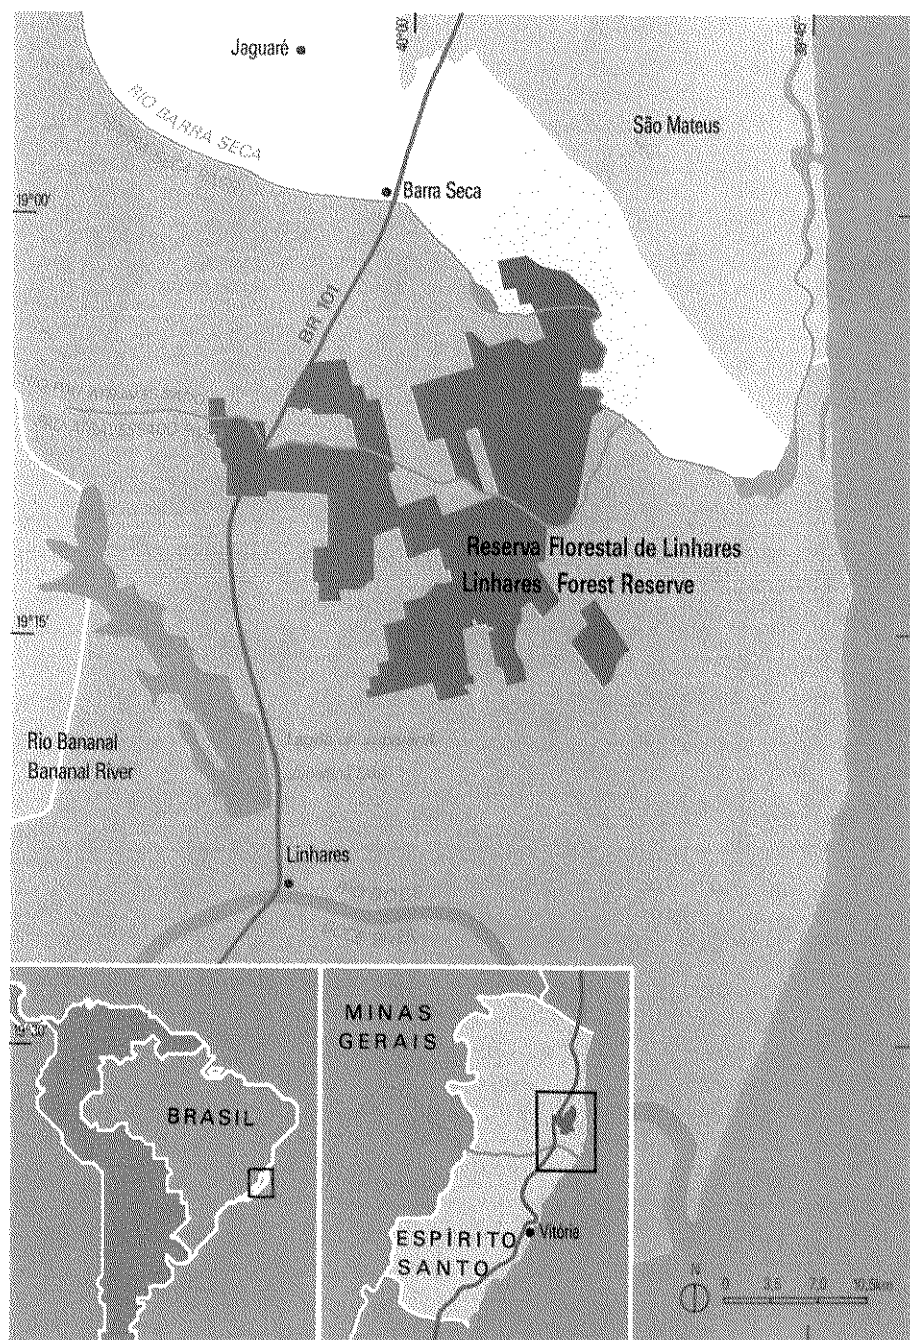 40°00'
39°45'
Jaguaré
RIO BARRA SECA
São Mateus
19°00'
Barra Seca
BR 101
Reserva Florestal de Linhares
Linhares Forest Reserve
19°15'
Rio Bananal
Bananal River
Linhares
19°30'
BRASIL
MINAS
GERAIS
ESPÍRITO
SANTO
Vitória
N
0 3,5 7,0 10,5km